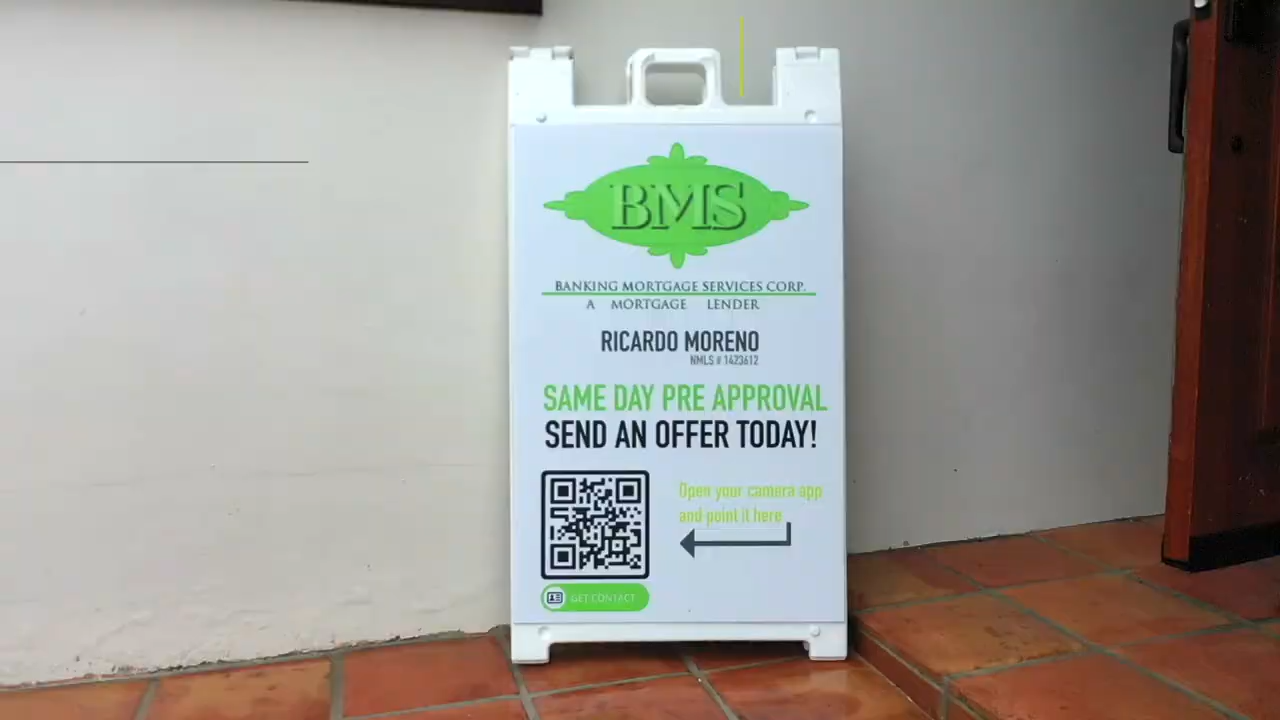 BMS
BANKING MORTGAGE SERVICES CORP.
A MORTGAGE LENDER
RICARDO MORENO
NMLS # 1423612
SAME DAY PRE APPROVAL
SEND AN OFFER TODAY!
Open your camera app
and point it here
GET CONTACT